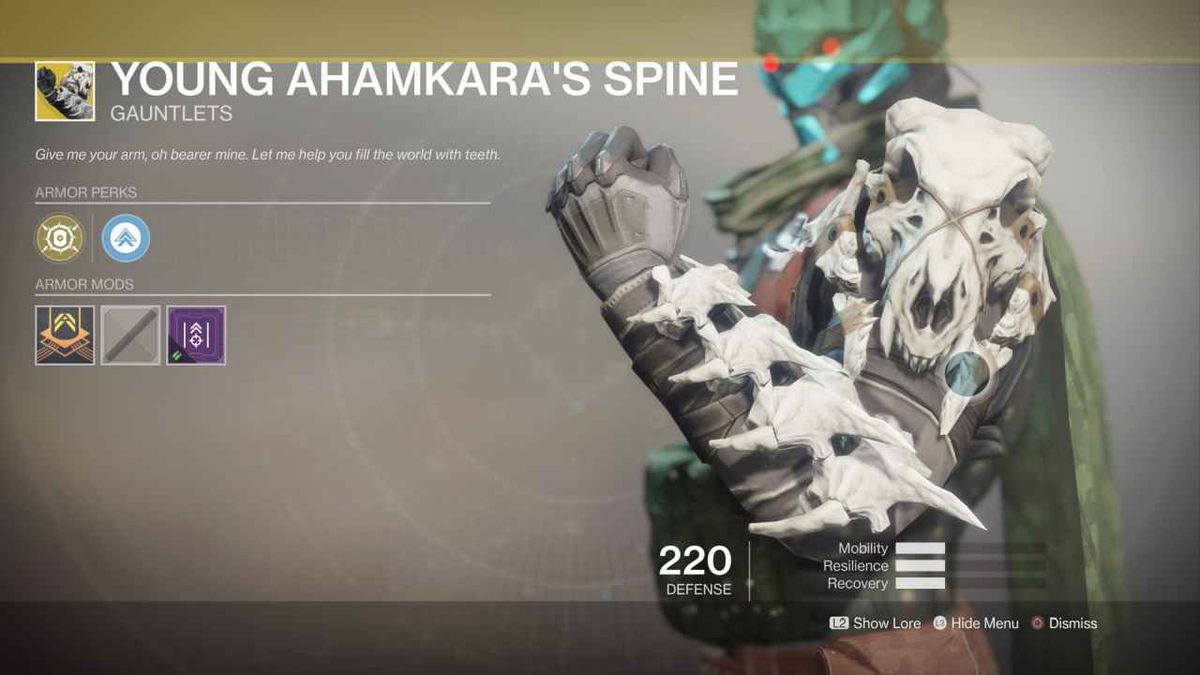 YOUNG AHAMKARA'S SPINE
GAUNTLETS
Give me your arm, oh bearer mine. Let me help you fill the world with teeth.
ARMOR PERKS
ARMOR MODS
220
DEFENSE
Mobility
Resilience
Recovery
L2 Show Lore L3 Hide Menu Dismiss